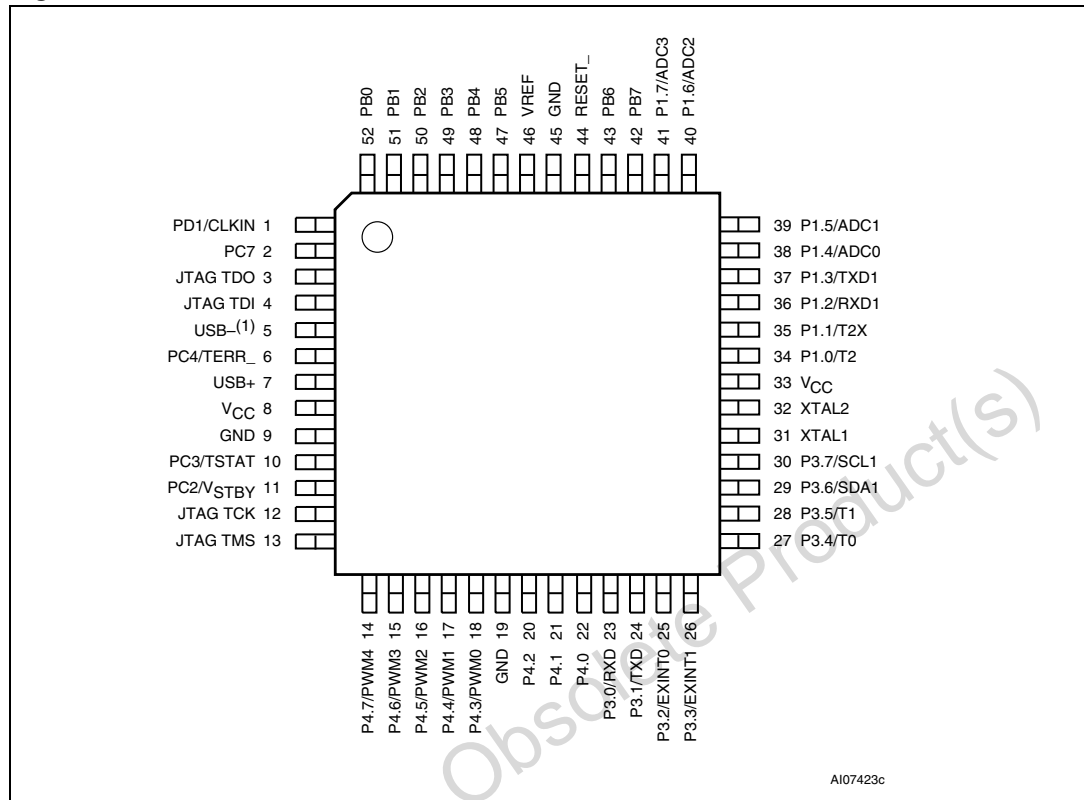 52 PB0
51 PB1
50 PB2
49 PB3
48 PB4
47 PB5
46 VREF
45 GND
44 RESET_
43 PB6
42 PB7
41 P1.7/ADC3
40 P1.6/ADC2
PD1/CLKIN 1
PC7 2
JTAG TDO 3
JTAG TDI 4
USB–(1) 5
PC4/TERR_ 6
USB+ 7
VCC 8
GND 9
PC3/TSTAT 10
PC2/VSTBY 11
JTAG TCK 12
JTAG TMS 13
39 P1.5/ADC1
38 P1.4/ADC0
37 P1.3/TXD1
36 P1.2/RXD1
35 P1.1/T2X
34 P1.0/T2
33 VCC
32 XTAL2
31 XTAL1
30 P3.7/SCL1
29 P3.6/SDA1
28 P3.5/T1
27 P3.4/T0
P4.7/PWM4 14
P4.6/PWM3 15
P4.5/PWM2 16
P4.4/PWM1 17
P4.3/PWM0 18
GND 19
P4.2 20
P4.1 21
P4.0 22
P3.0/RXD 23
P3.1/TXD 24
P3.2/EXINT0 25
P3.3/EXINT1 26
Obsolete Product(s)
AI07423c